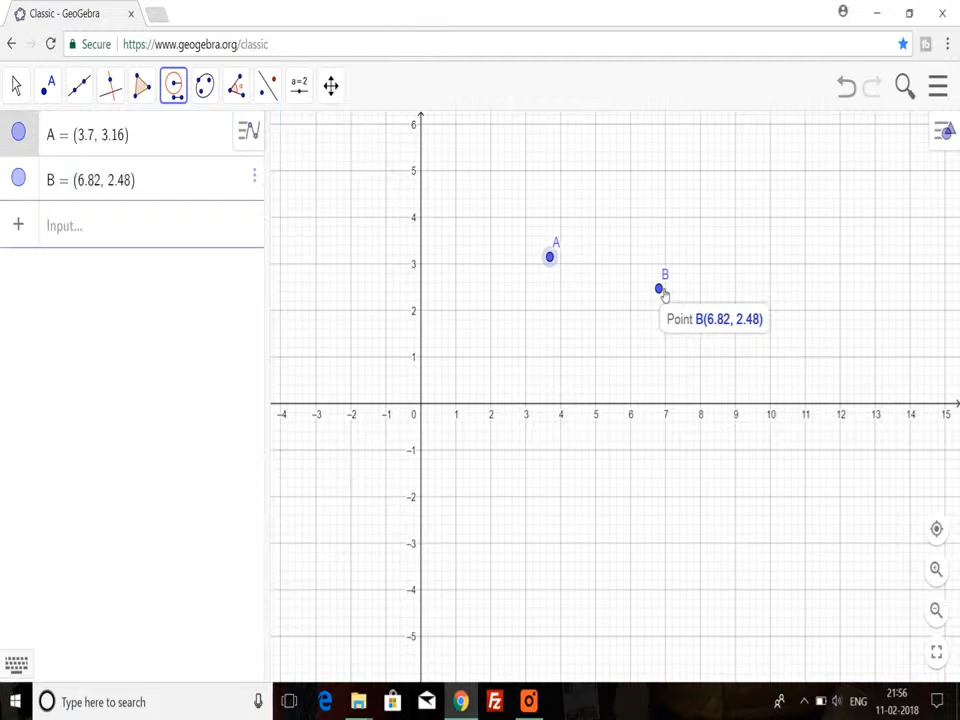 Classic - GeoGebra
Secure https://www.geogebra.org/classic
A
a=2
A = (3.7, 3.16)
B = (6.82, 2.48)
+ Input...
6
5
4
3
2
1
0
–4 –3 –2 –1 1 2 3 4 5 6 7 8 9 10 11 12 13 14 15
–1
–2
–3
–4
–5
A
B
Point B(6.82, 2.48)
Type here to search
ENG
21:56
11-02-2018